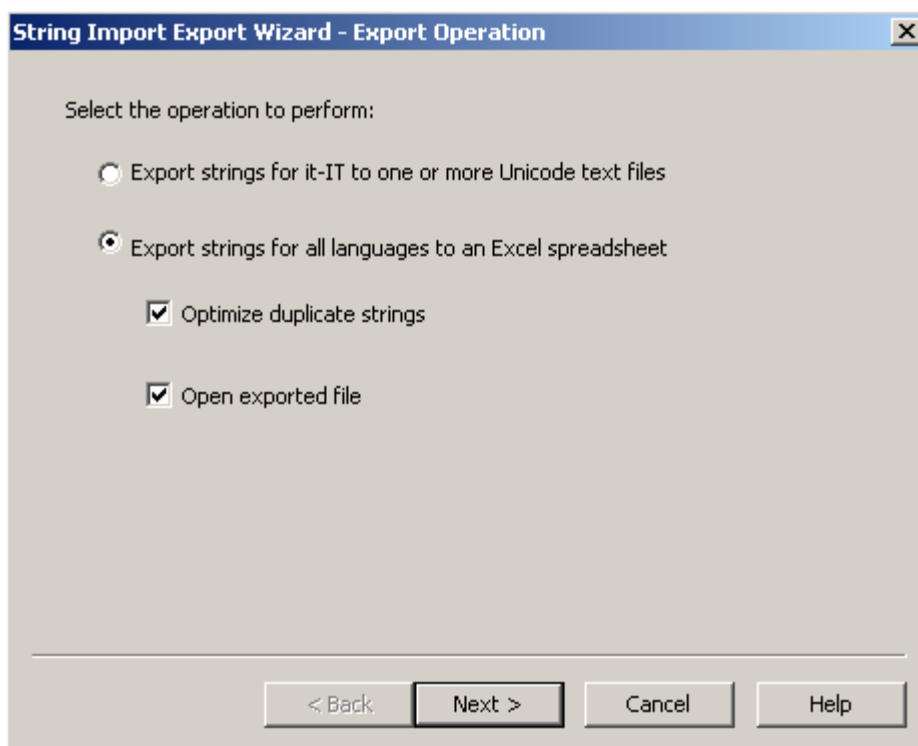 String Import Export Wizard - Export Operation
Select the operation to perform:
Export strings for it-IT to one or more Unicode text files
Export strings for all languages to an Excel spreadsheet
Optimize duplicate strings
Open exported file
< Back Next > Cancel Help